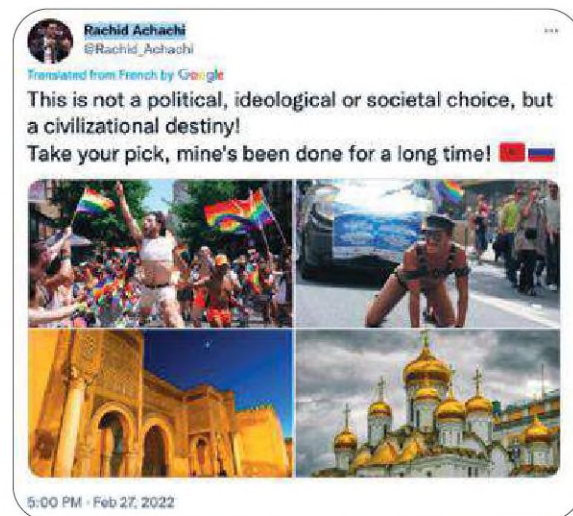 Rachid Achachi
@Rachid_Achachi
Translated from French by Google
This is not a political, ideological or societal choice, but
a civilizational destiny!
Take your pick, mine's been done for a long time!
5:00 PM · Feb 27, 2022